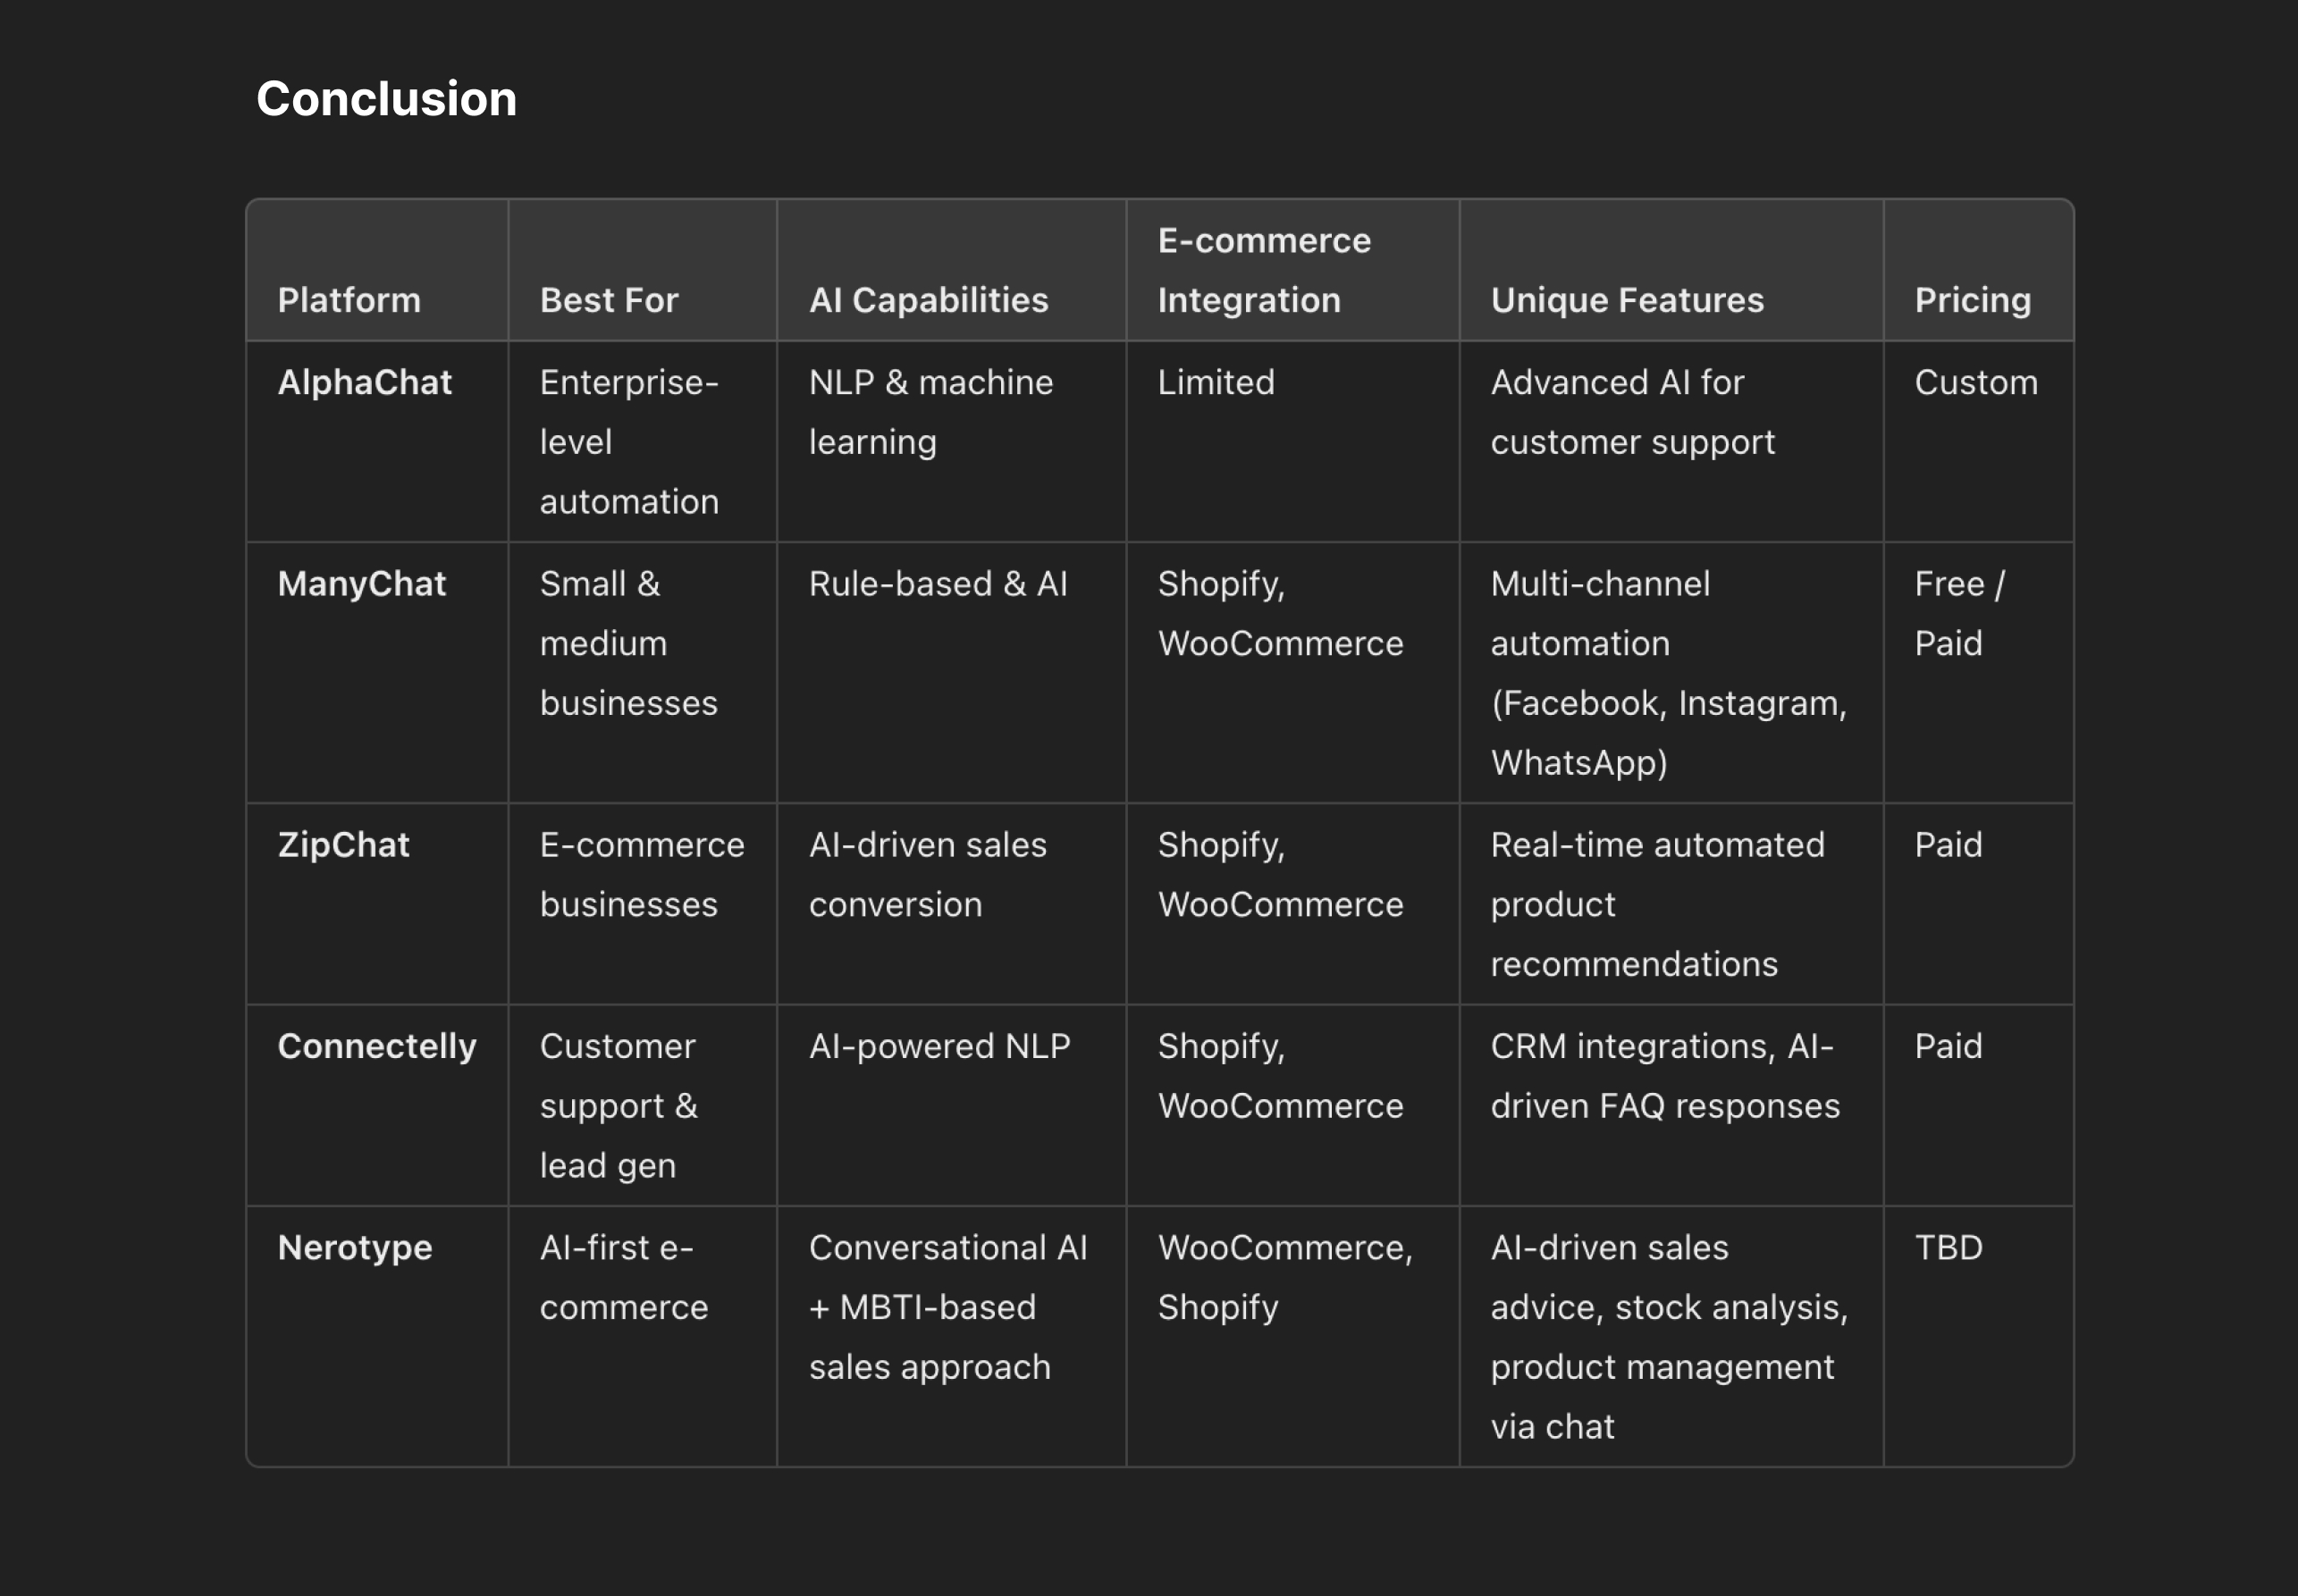 Conclusion
Platform
Best For
AI Capabilities
E-commerce
Integration
Unique Features
Pricing
AlphaChat
Enterprise-
level
automation
NLP & machine
learning
Limited
Advanced AI for
customer support
Custom
ManyChat
Small &
medium
businesses
Rule-based & AI
Shopify,
WooCommerce
Multi-channel
automation
(Facebook, Instagram,
WhatsApp)
Free /
Paid
ZipChat
E-commerce
businesses
AI-driven sales
conversion
Shopify,
WooCommerce
Real-time automated
product
recommendations
Paid
Connectelly
Customer
support &
lead gen
AI-powered NLP
Shopify,
WooCommerce
CRM integrations, AI-
driven FAQ responses
Paid
Nerotype
AI-first e-
commerce
Conversational AI
+ MBTI-based
sales approach
WooCommerce,
Shopify
AI-driven sales
advice, stock analysis,
product management
via chat
TBD